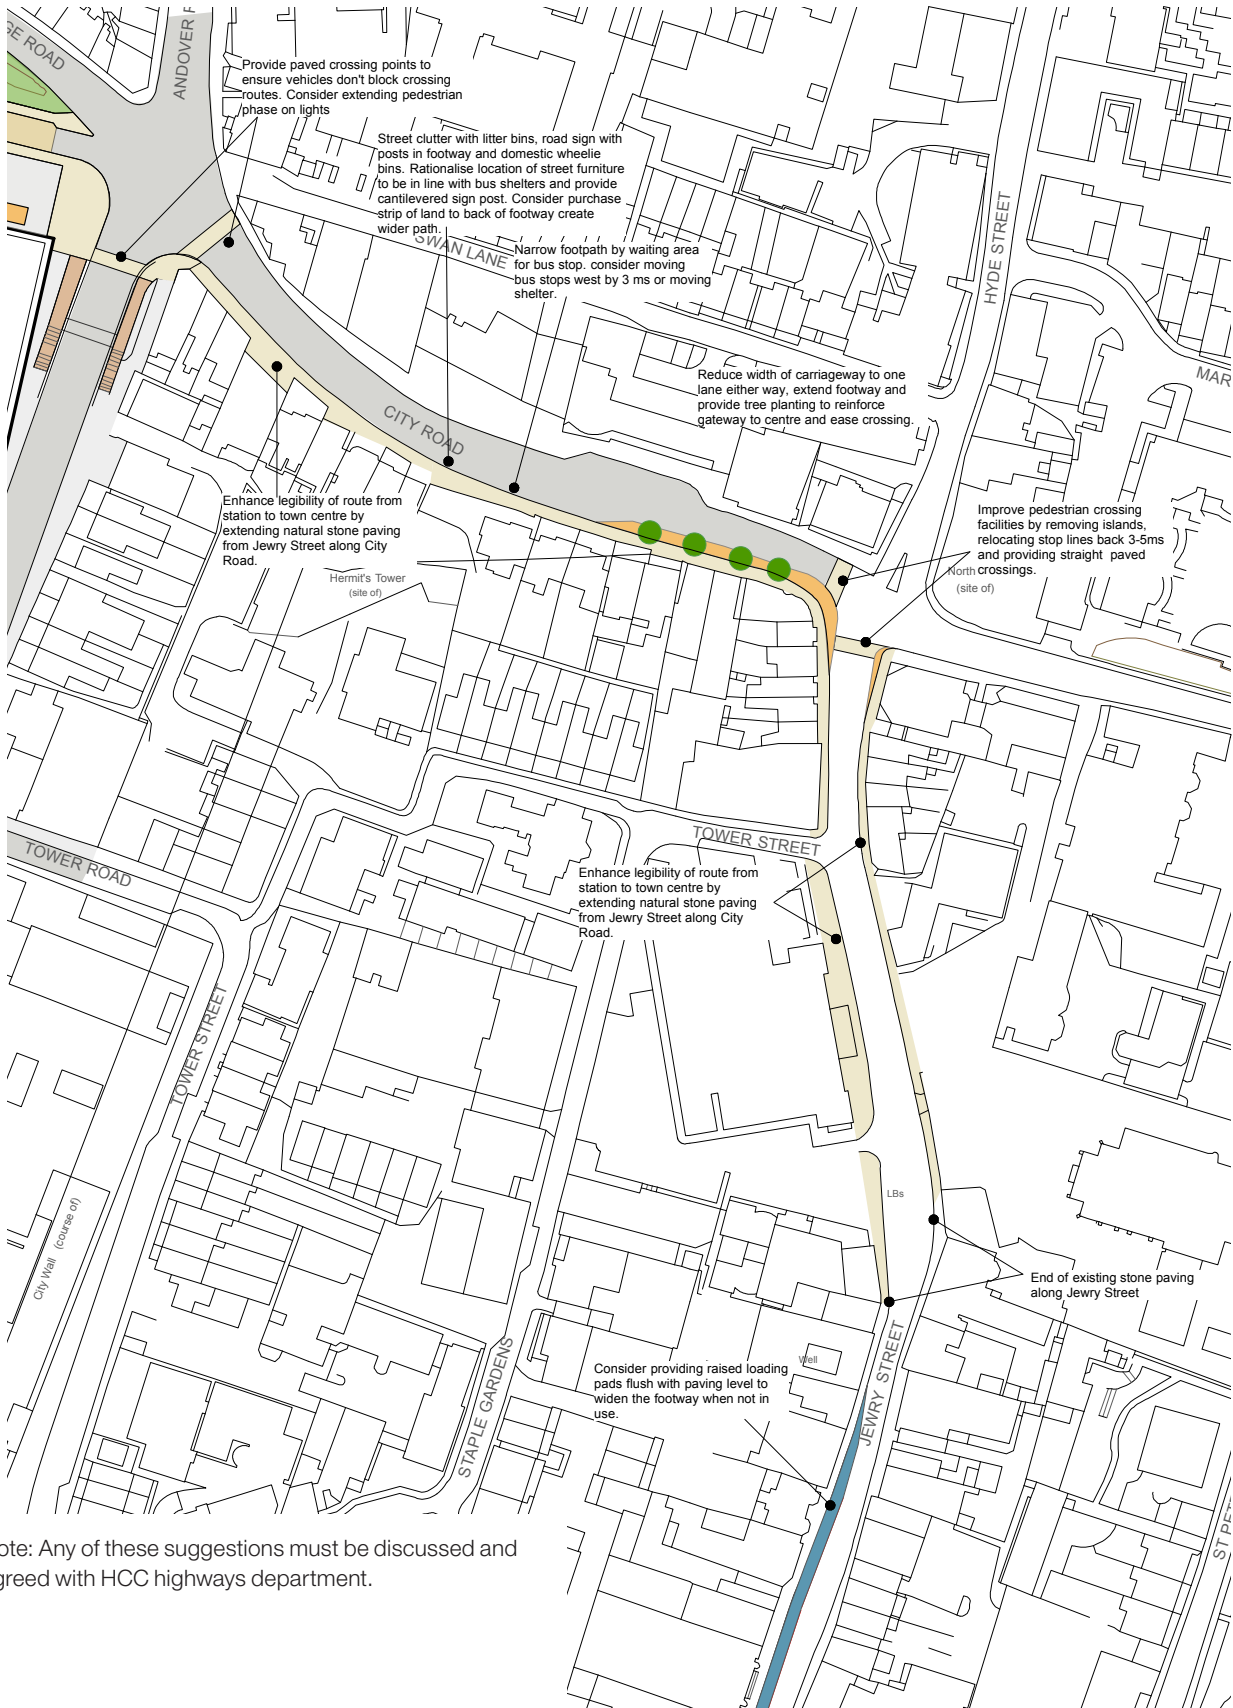 GE ROAD
ANDOVER R
Provide paved crossing points to
ensure vehicles don't block crossing
routes. Consider extending pedestrian
phase on lights
Street clutter with litter bins, road sign with
posts in footway and domestic wheelie
bins. Rationalise location of street furniture
to be in line with bus shelters and provide
cantilevered sign post. Consider purchase
strip of land to back of footway create
wider path.
SWAN LANE
Narrow footpath by waiting area
for bus stop. consider moving
bus stops west by 3 ms or moving
shelter.
HYDE STREET
MAR
Reduce width of carriageway to one
lane either way, extend footway and
provide tree planting to reinforce
gateway to centre and ease crossing.
CITY ROAD
Enhance legibility of route from
station to town centre by
extending natural stone paving
from Jewry Street along City
Road.
Improve pedestrian crossing
facilities by removing islands,
relocating stop lines back 3-5ms
and providing straight paved
crossings.
North
(site of)
Hermit's Tower
(site of)
TOWER STREET
TOWER ROAD
Enhance legibility of route from
station to town centre by
extending natural stone paving
from Jewry Street along City
Road.
TOWER STREET
LBs
City Wall (course of)
End of existing stone paving
along Jewry Street
Well
Consider providing raised loading
pads flush with paving level to
widen the footway when not in
use.
JEWRY STREET
STAPLE GARDENS
ST PET
ote: Any of these suggestions must be discussed and
greed with HCC highways department.